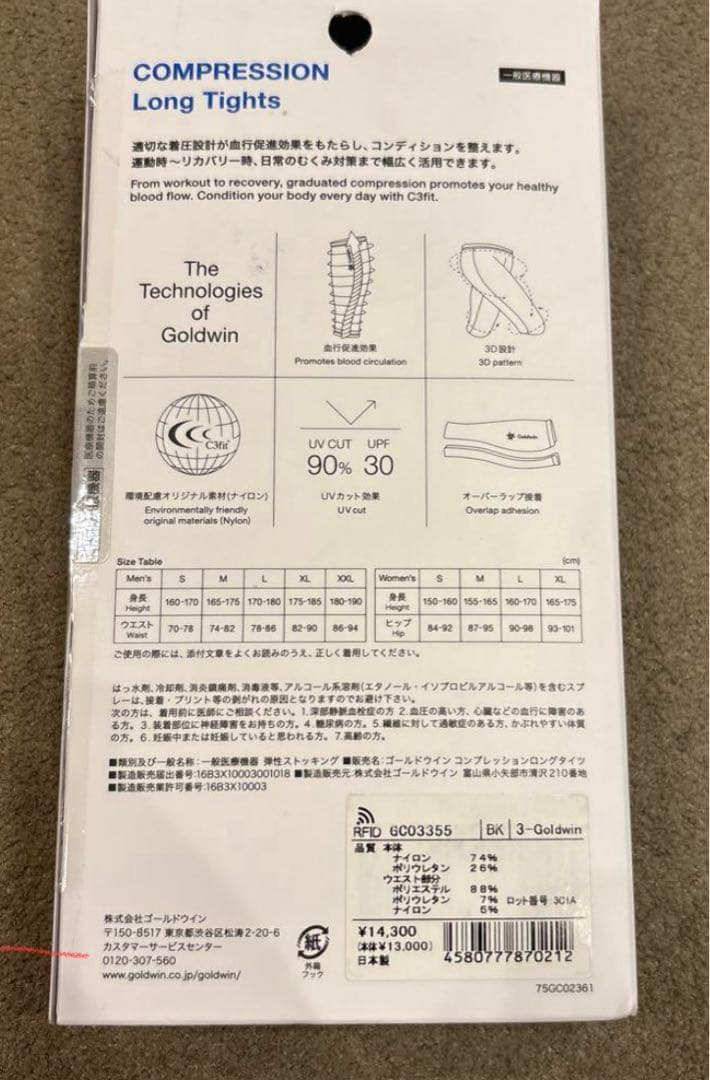 COMPRESSION
Long Tights
一般医療機器
適切な着圧設計が血行促進効果をもたらし、コンディションを整えます。
運動時〜リカバリー時、日常のむくみ対策まで幅広く活用できます。
From workout to recovery, graduated compression promotes your healthy
blood flow. Condition your body every day with C3fit.
The
Technologies
of
Goldwin
血行促進効果
Promotes blood circulation
3D設計
3D pattern
C3fit
環境配慮オリジナル素材(ナイロン)
Environmentally friendly
original materials (Nylon)
UV CUT UPF
90% 30
UVカット効果
UV cut
Goldwin
オーバーラップ接着
Overlap adhesion
医療機器のためご精算前
の開封はご遠慮ください。
Size Table
(cm)
Men's S M L XL XXL
身長 Height 160-170 165-175 170-180 175-185 180-190
ウエスト Waist 70-78 74-82 78-86 82-90 86-94
Women's S M L XL
身長 Height 150-160 155-165 160-170 165-175
ヒップ Hip 84-92 87-95 90-98 93-101
ご使用の際には、添付文章をよくお読みのうえ、正しく着用してください。
はっ水剤、冷却剤、消炎鎮痛剤、消毒液等、アルコール系溶剤(エタノール・イソプロピルアルコール等)を含むスプ
レーは、接着・プリント等の剥がれの原因となりますのでお避け下さい。
次の方は、着用前に医師にご相談ください。1.深部静脈血栓症の方 2.血圧の高い方、心臓などの血行に障害のあ
る方。3.装着部位に神経障害をお持ちの方。4.糖尿病の方。5.繊維に対して過敏症のある方、かぶれやすい体質
の方。6.妊娠中または妊娠していると思われる方。7.高齢の方。
■類別及び一般名称:一般医療機器 弾性ストッキング ■販売名:ゴールドウイン コンプレッションロングタイツ
■製造販売届出番号:16B3X10003001018 ■製造販売元:株式会社ゴールドウイン 富山県小矢部市清沢210番地
■製造販売業許可番号:16B3X10003
RFID GC03355 BK 3-Goldwin
品質 本体
ナイロン 74%
ポリウレタン 26%
ウエスト部分
ポリエステル 88%
ポリウレタン 7% ロット番号 3C1A
ナイロン 5%
¥14,300
(本体¥13,000)
日本製
4580777870212
株式会社ゴールドウイン
〒150-8517 東京都渋谷区松濤2-20-6
カスタマーサービスセンター
0120-307-560
www.goldwin.co.jp/goldwin/
紙
外箱
フック
75GC02361